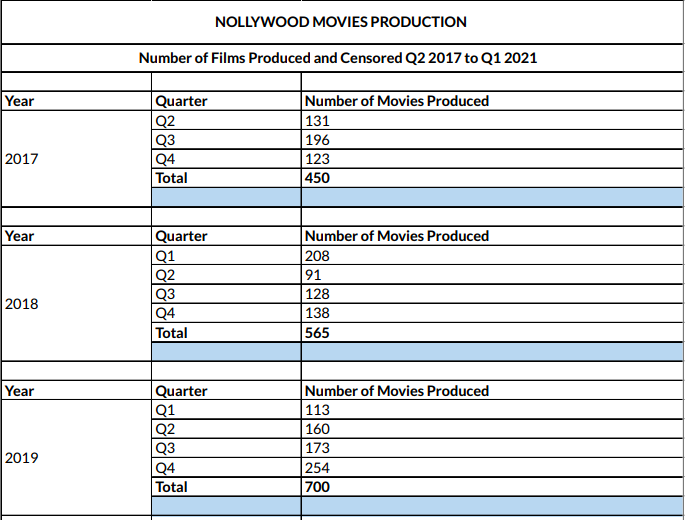 NOLLYWOOD MOVIES PRODUCTION
Number of Films Produced and Censored Q2 2017 to Q1 2021
Year Quarter Number of Movies Produced
Q2 131
Q3 196
2017
Q4 123
Total 450
Year Quarter Number of Movies Produced
Q1 208
Q2 91
2018
Q3 128
Q4 138
Total 565
Year Quarter Number of Movies Produced
Q1 113
Q2 160
Q3 173
2019
Q4 254
Total 700